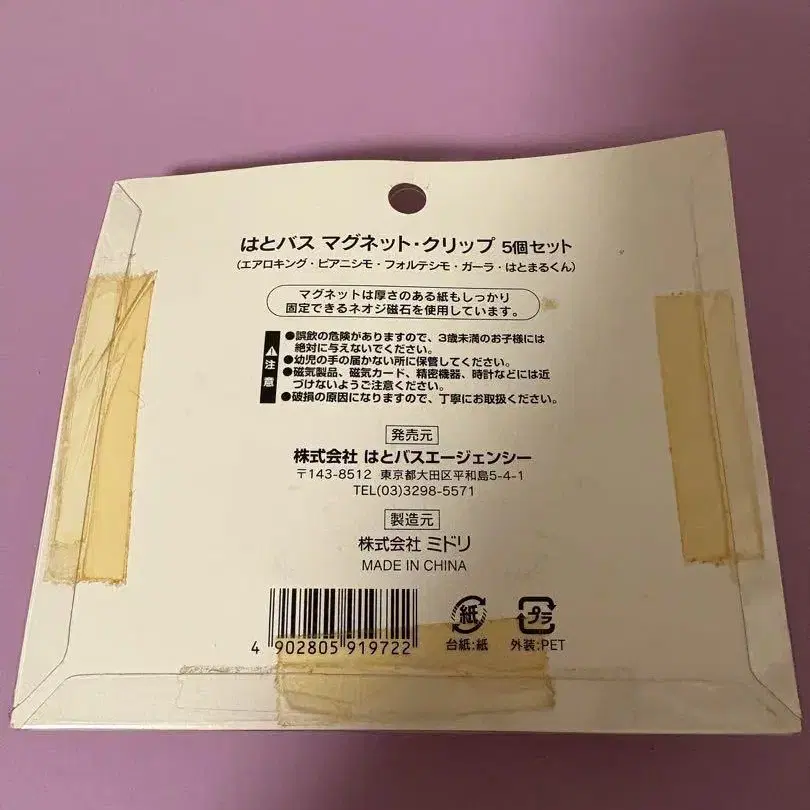 はとバス マグネット・クリップ 5個セット
(エアロキング・ピアニシモ・フォルテシモ・ガーラ・はとまるくん)
マグネットは厚さのある紙もしっかり
固定できるネオジ磁石を使用しています。
注意
●誤飲の危険がありますので、3歳未満のお子様には
絶対に与えないでください。
●幼児の手の届かない所に保管してください。
●磁気製品、磁気カード、精密機器、時計などには近
づけないようご注意ください。
●破損の原因になりますので、丁寧にお取扱ください。
発売元
株式会社 はとバスエージェンシー
〒143-8512 東京都大田区平和島5-4-1
TEL(03)3298-5571
製造元
株式会社 ミドリ
MADE IN CHINA
4 902805 919722
紙
台紙:紙
プラ
外装:PET